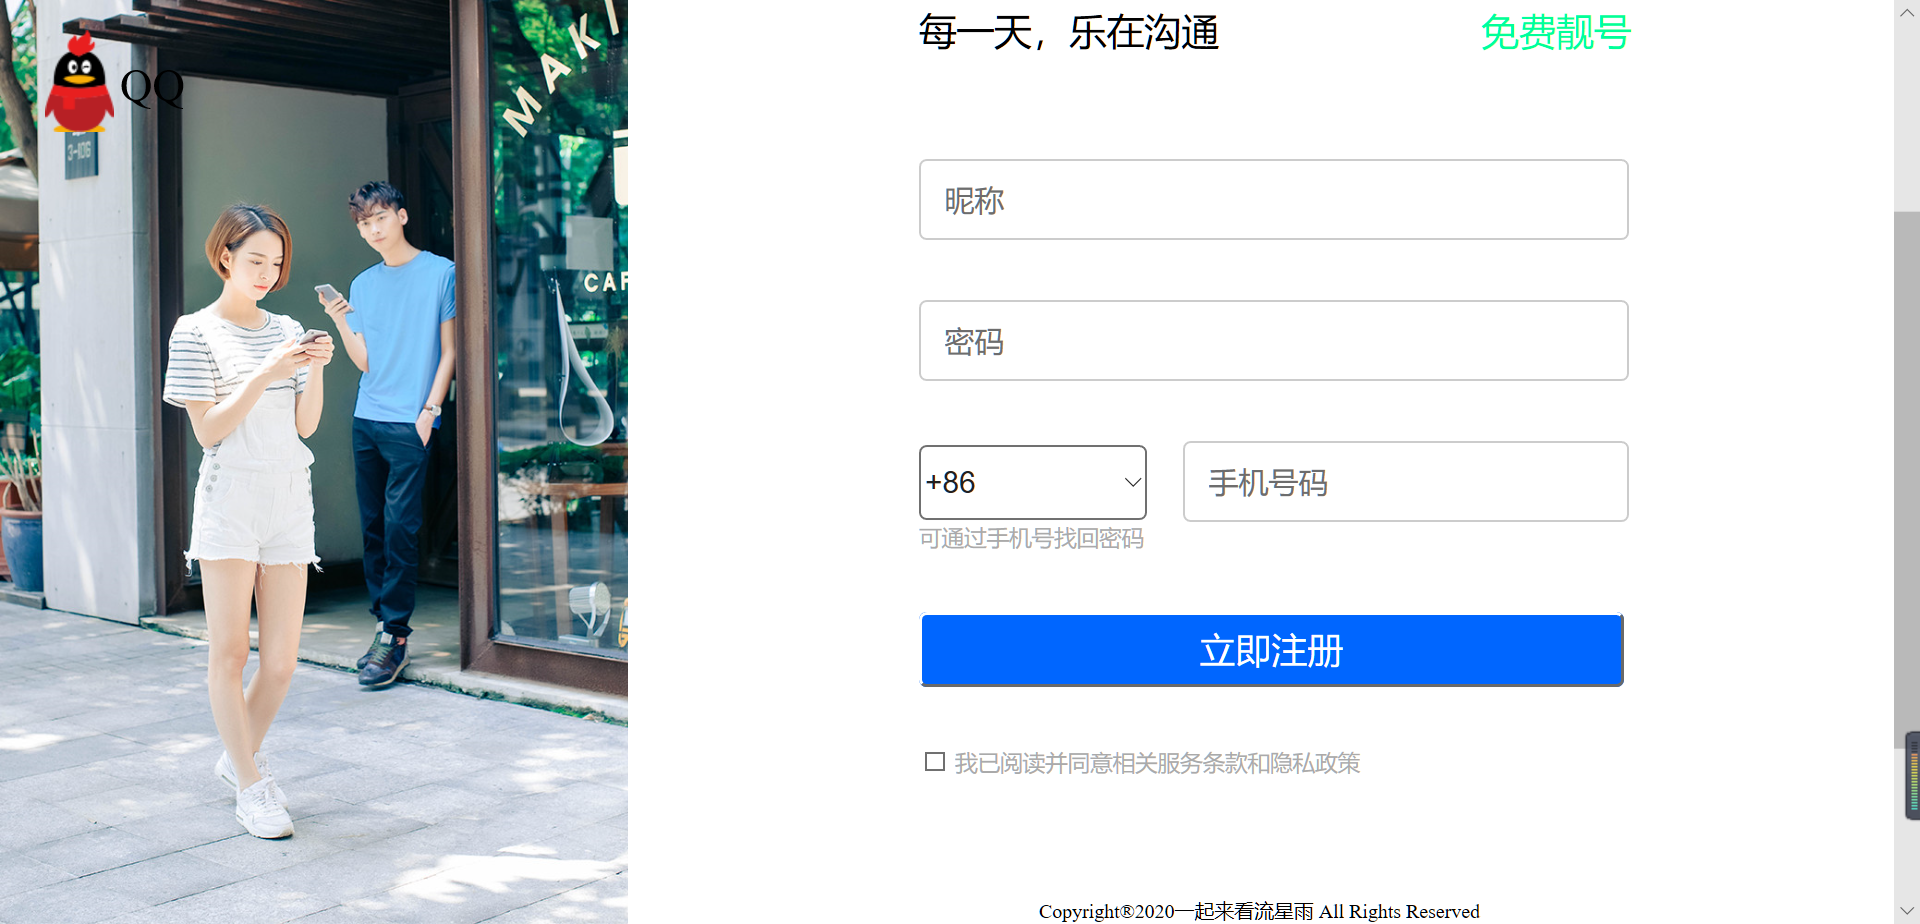 QQ
3-106
MAKI
CAF
每一天，乐在沟通
免费靓号
昵称
密码
+86
手机号码
可通过手机号找回密码
立即注册
我已阅读并同意相关服务条款和隐私政策
Copyright®2020一起来看流星雨 All Rights Reserved